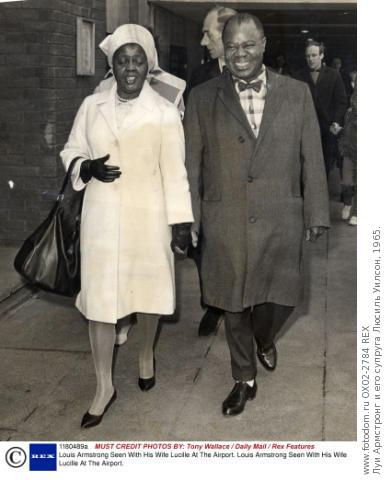 1180489a MUST CREDIT PHOTOS BY: Tony Wallace / Daily Mail / Rex Features
© REX Louis Armstrong Seen With His Wife Lucille At The Airport. Louis Armstrong Seen With His Wife
Lucille At The Airport.
www.fotodom.ru OX02-2784 REX
Луи Армстронг и его супруга Люсиль Уилсон, 1965.